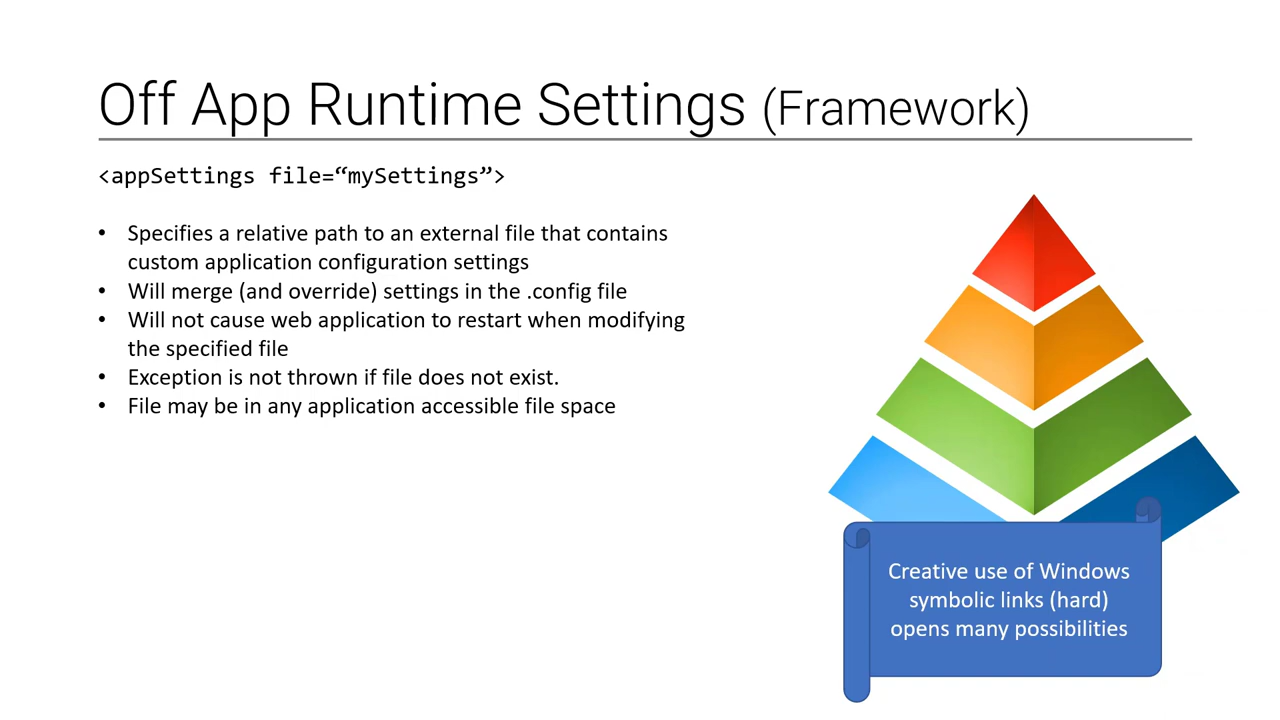 Off App Runtime Settings (Framework)
<appSettings file=“mySettings”>
• Specifies a relative path to an external file that contains
custom application configuration settings
• Will merge (and override) settings in the .config file
• Will not cause web application to restart when modifying
the specified file
• Exception is not thrown if file does not exist.
• File may be in any application accessible file space
Creative use of Windows
symbolic links (hard)
opens many possibilities